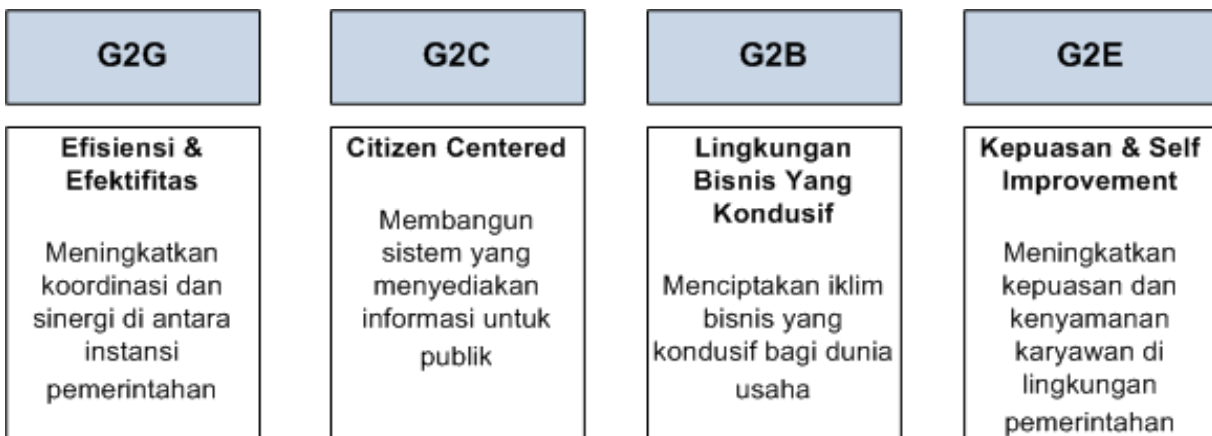 G2G
Efisiensi &
Efektifitas
Meningkatkan
koordinasi dan
sinergi di antara
instansi
pemerintahan
G2C
Citizen Centered
Membangun
sistem yang
menyediakan
informasi untuk
publik
G2B
Lingkungan
Bisnis Yang
Kondusif
Menciptakan iklim
bisnis yang
kondusif bagi dunia
usaha
G2E
Kepuasan & Self
Improvement
Meningkatkan
kepuasan dan
kenyamanan
karyawan di
lingkungan
pemerintahan